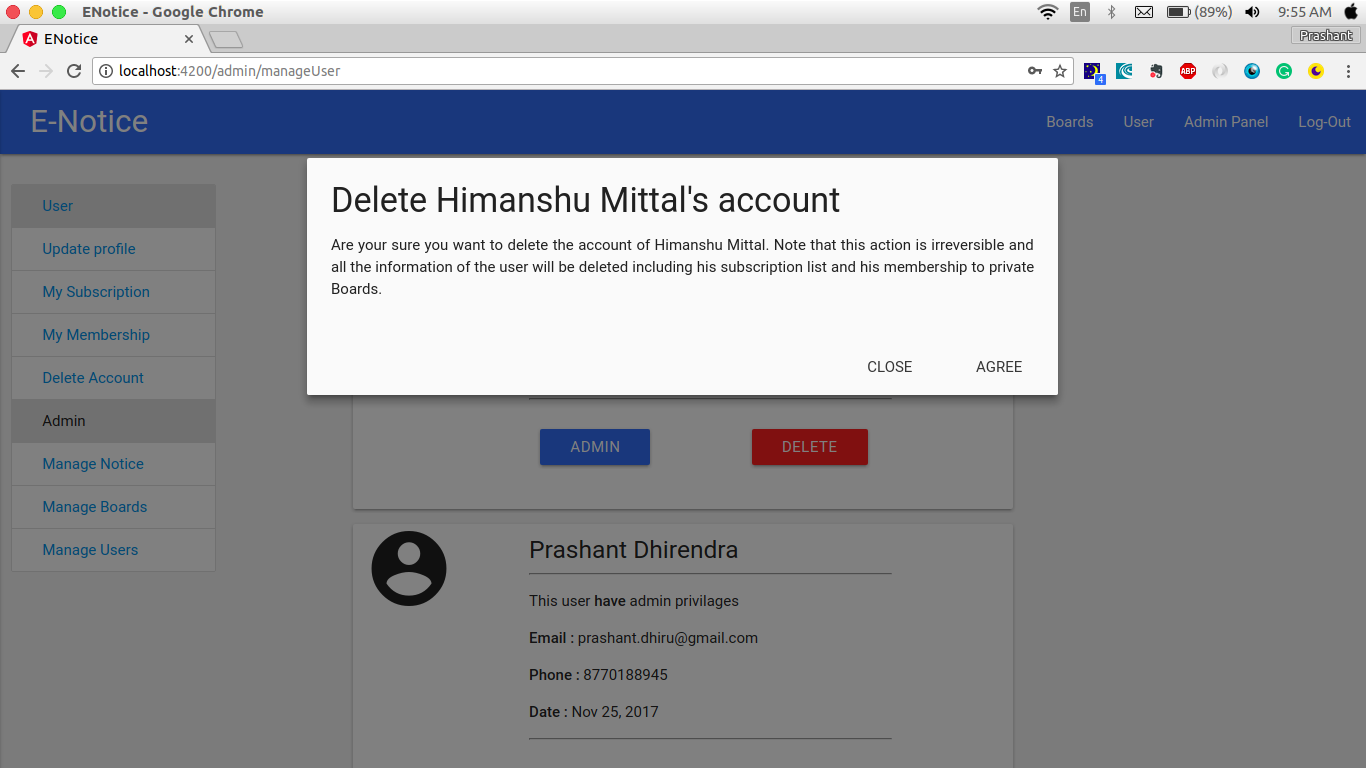 ENotice - Google Chrome
En
(89%)
9:55 AM
ENotice
Prashant
localhost:4200/admin/manageUser
4
ABP
E-Notice
Boards
User
Admin Panel
Log-Out
User
Update profile
My Subscription
My Membership
Delete Account
Admin
Manage Notice
Manage Boards
Manage Users
Delete Himanshu Mittal's account
Are your sure you want to delete the account of Himanshu Mittal. Note that this action is irreversible and
all the information of the user will be deleted including his subscription list and his membership to private
Boards.
CLOSE
AGREE
ADMIN
DELETE
Prashant Dhirendra
This user have admin privilages
Email : prashant.dhiru@gmail.com
Phone : 8770188945
Date : Nov 25, 2017